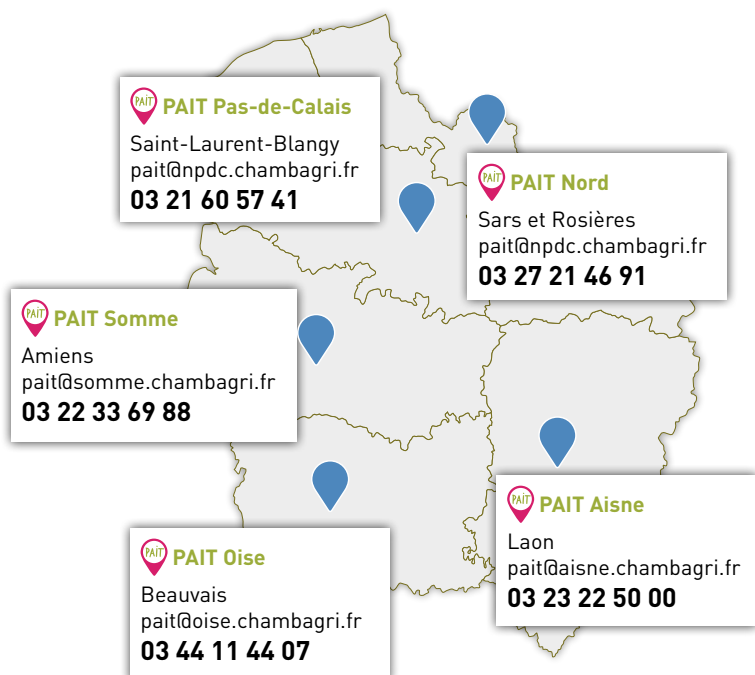 PAIT PAIT Pas-de-Calais
Saint-Laurent-Blangy
pait@npdc.chambagri.fr
03 21 60 57 41
PAIT PAIT Nord
Sars et Rosières
pait@npdc.chambagri.fr
03 27 21 46 91
PAIT PAIT Somme
Amiens
pait@somme.chambagri.fr
03 22 33 69 88
PAIT PAIT Aisne
Laon
pait@aisne.chambagri.fr
03 23 22 50 00
PAIT PAIT Oise
Beauvais
pait@oise.chambagri.fr
03 44 11 44 07